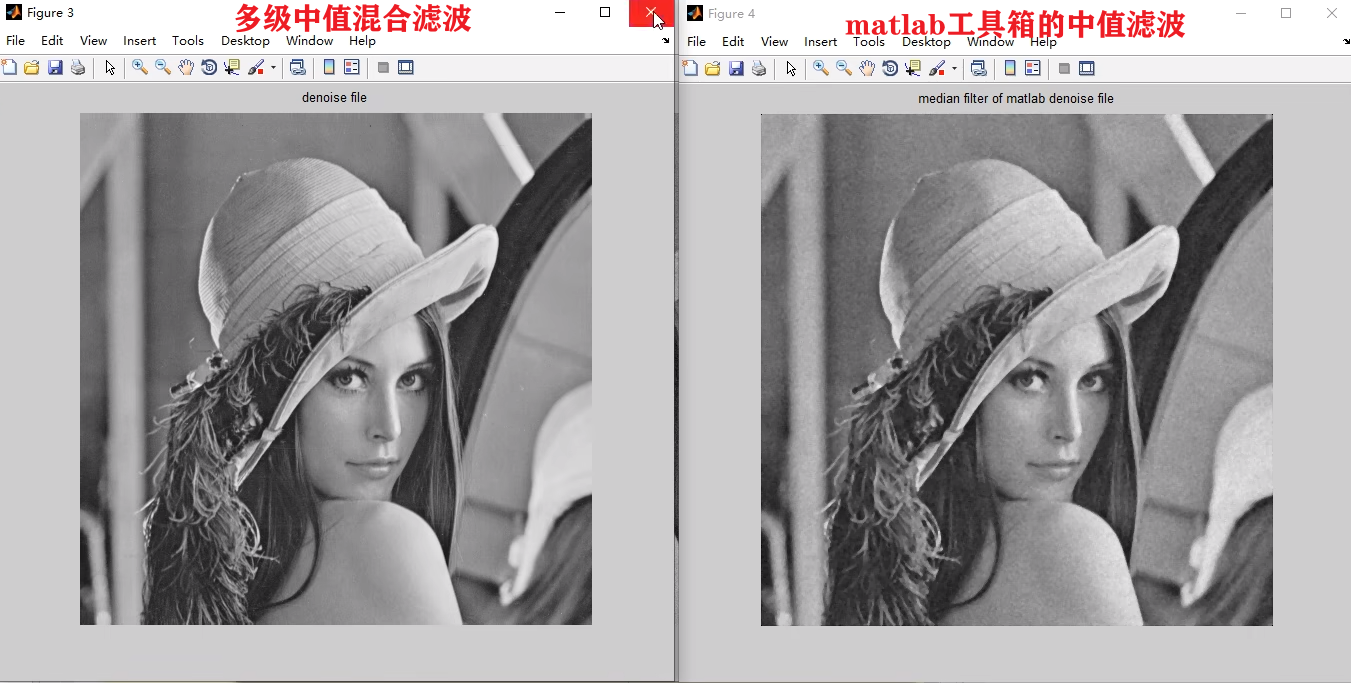 Figure 3
多级中值混合滤波
File Edit View Insert Tools Desktop Window Help
denoise file
Figure 4
matlab工具箱的中值滤波
File Edit View Insert Tools Desktop Window Help
median filter of matlab denoise file